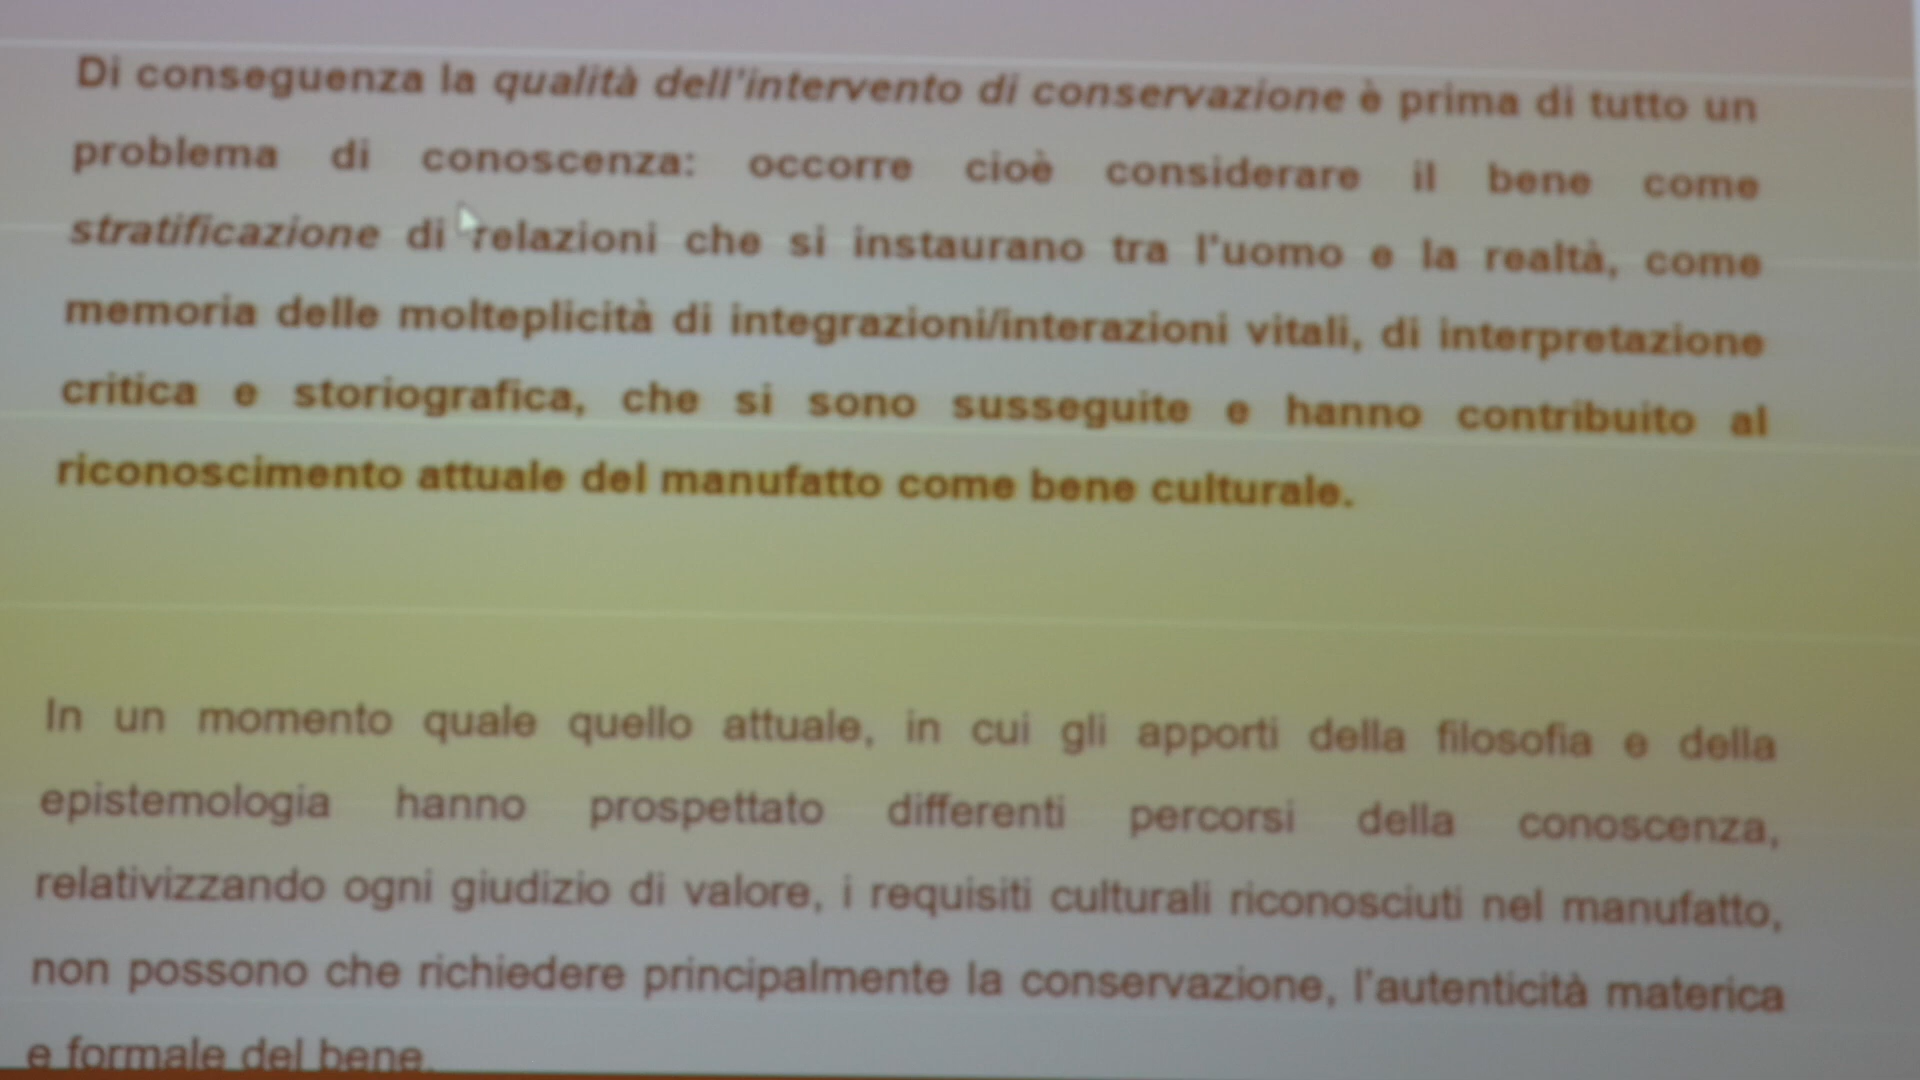 Di conseguenza la qualità dell'intervento di conservazione è prima di tutto un
problema di conoscenza: occorre cioè considerare il bene come
stratificazione di relazioni che si instaurano tra l'uomo e la realtà, come
memoria delle molteplicità di integrazioni/interazioni vitali, di interpretazione
critica e storiografica, che si sono susseguite e hanno contribuito al
riconoscimento attuale del manufatto come bene culturale.
In un momento quale quello attuale, in cui gli apporti della filosofia e della
epistemologia hanno prospettato differenti percorsi della conoscenza,
relativizzando ogni giudizio di valore, i requisiti culturali riconosciuti nel manufatto,
non possono che richiedere principalmente la conservazione, l'autenticità materica
e formale del bene.